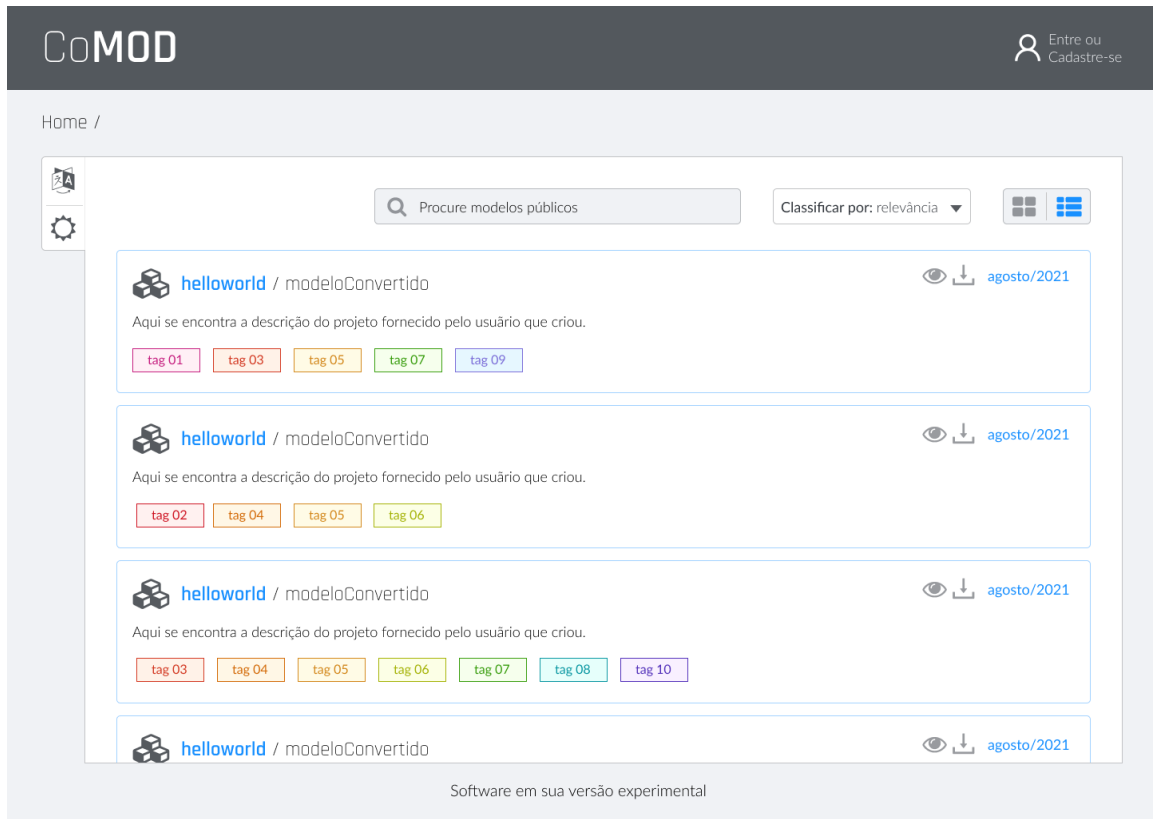 CoMOD
Entre ou
Cadastre-se
Home /
Procure modelos públicos
Classificar por: relevância
helloworld / modeloConvertido
agosto/2021
Aqui se encontra a descrição do projeto fornecido pelo usuário que criou.
tag 01 tag 03 tag 05 tag 07 tag 09
helloworld / modeloConvertido
agosto/2021
Aqui se encontra a descrição do projeto fornecido pelo usuário que criou.
tag 02 tag 04 tag 05 tag 06
helloworld / modeloConvertido
agosto/2021
Aqui se encontra a descrição do projeto fornecido pelo usuário que criou.
tag 03 tag 04 tag 05 tag 06 tag 07 tag 08 tag 10
helloworld / modeloConvertido
agosto/2021
Software em sua versão experimental